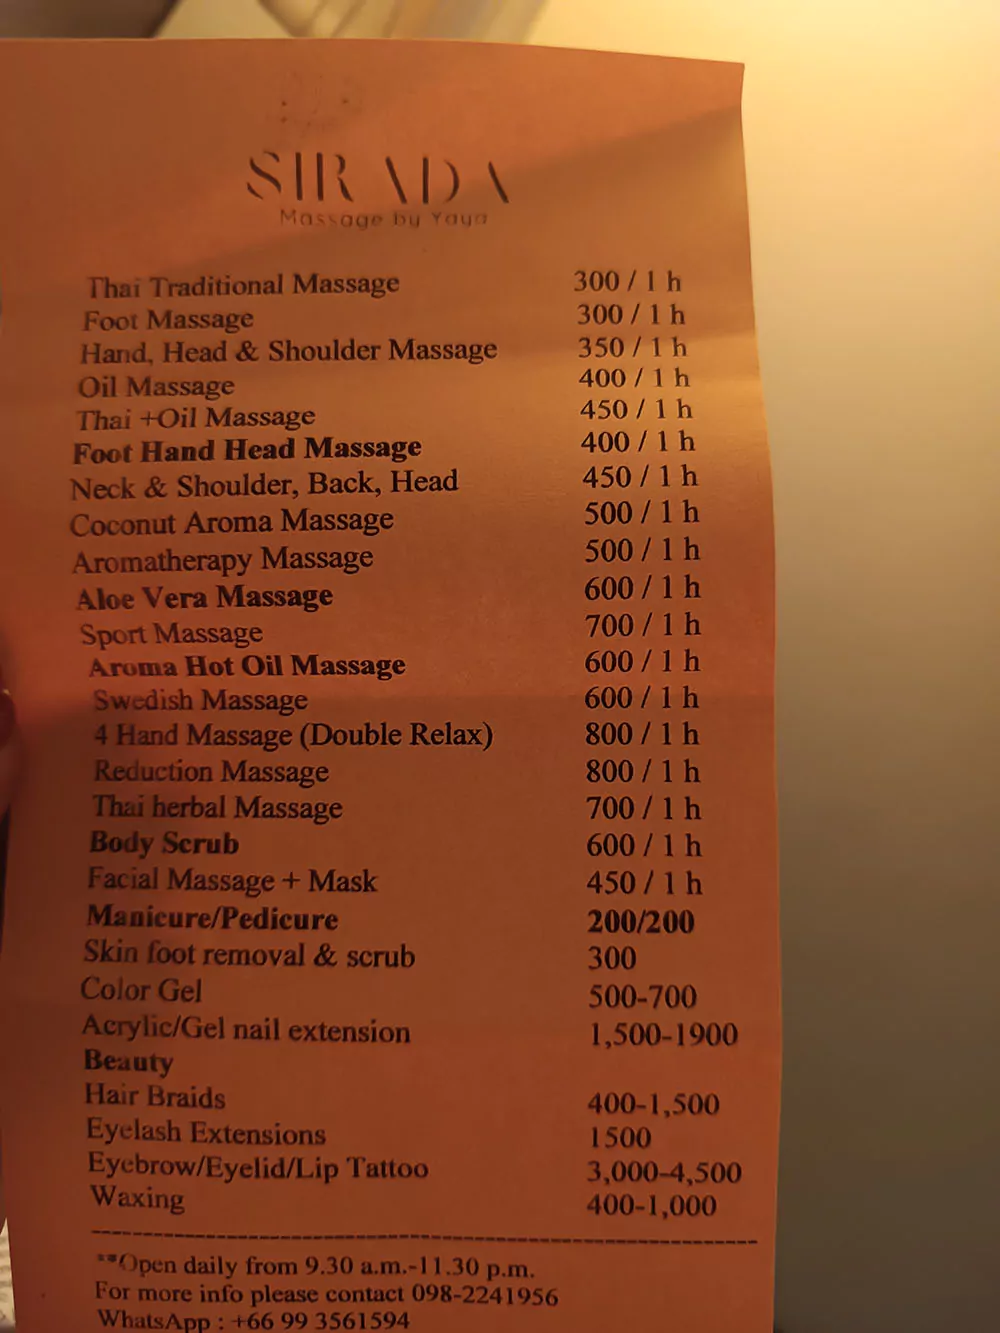 SIRADA
Massage by Yaya
Thai Traditional Massage 300 / 1 h
Foot Massage 300 / 1 h
Hand, Head & Shoulder Massage 350 / 1 h
Oil Massage 400 / 1 h
Thai +Oil Massage 450 / 1 h
Foot Hand Head Massage 400 / 1 h
Neck & Shoulder, Back, Head 450 / 1 h
Coconut Aroma Massage 500 / 1 h
Aromatherapy Massage 500 / 1 h
Aloe Vera Massage 600 / 1 h
Sport Massage 700 / 1 h
Aroma Hot Oil Massage 600 / 1 h
Swedish Massage 600 / 1 h
4 Hand Massage (Double Relax) 800 / 1 h
Reduction Massage 800 / 1 h
Thai herbal Massage 700 / 1 h
Body Scrub 600 / 1 h
Facial Massage + Mask 450 / 1 h
Manicure/Pedicure 200/200
Skin foot removal & scrub 300
Color Gel 500-700
Acrylic/Gel nail extension 1,500-1900
Beauty
Hair Braids 400-1,500
Eyelash Extensions 1500
Eyebrow/Eyelid/Lip Tattoo 3,000-4,500
Waxing 400-1,000
**Open daily from 9.30 a.m.-11.30 p.m.
For more info please contact 098-2241956
WhatsApp : +66 99 3561594